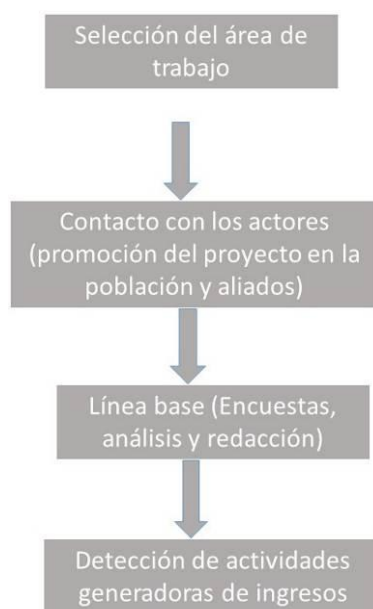 Selección del área de
trabajo
Contacto con los actores
(promoción del proyecto en la
población y aliados)
Línea base (Encuestas,
análisis y redacción)
Detección de actividades
generadoras de ingresos